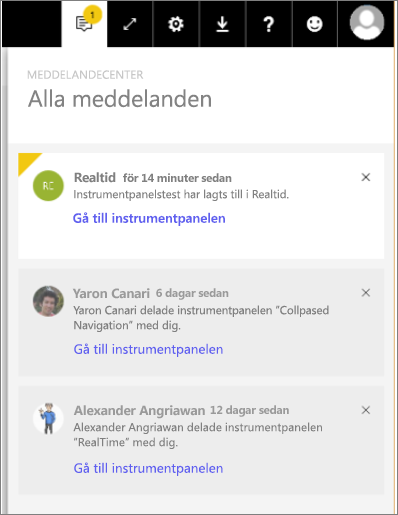 1
?
MEDDELANDECENTER
Alla meddelanden
RC
Realtid för 14 minuter sedan
Instrumentpanelstest har lagts till i Realtid.
Gå till instrumentpanelen
Yaron Canari 6 dagar sedan
Yaron Canari delade instrumentpanelen "Collpased
Navigation" med dig.
Gå till instrumentpanelen
Alexander Angriawan 12 dagar sedan
Alexander Angriawan delade instrumentpanelen
"RealTime" med dig.
Gå till instrumentpanelen